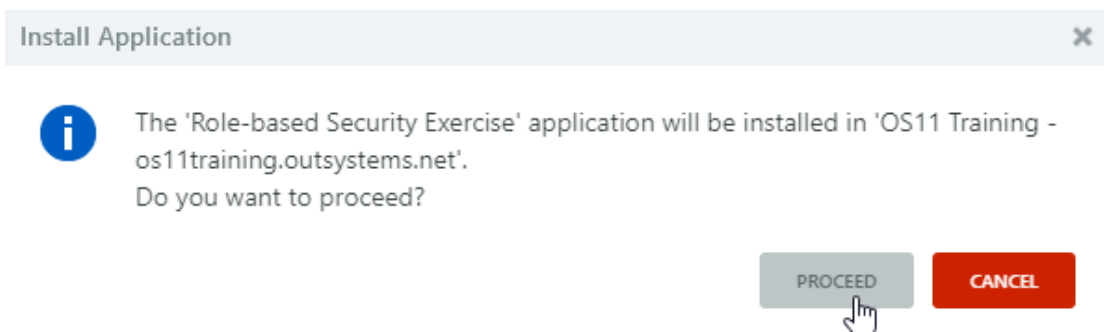 Install Application
The 'Role-based Security Exercise' application will be installed in 'OS11 Training -
os11training.outsystems.net'.
Do you want to proceed?
PROCEED
CANCEL